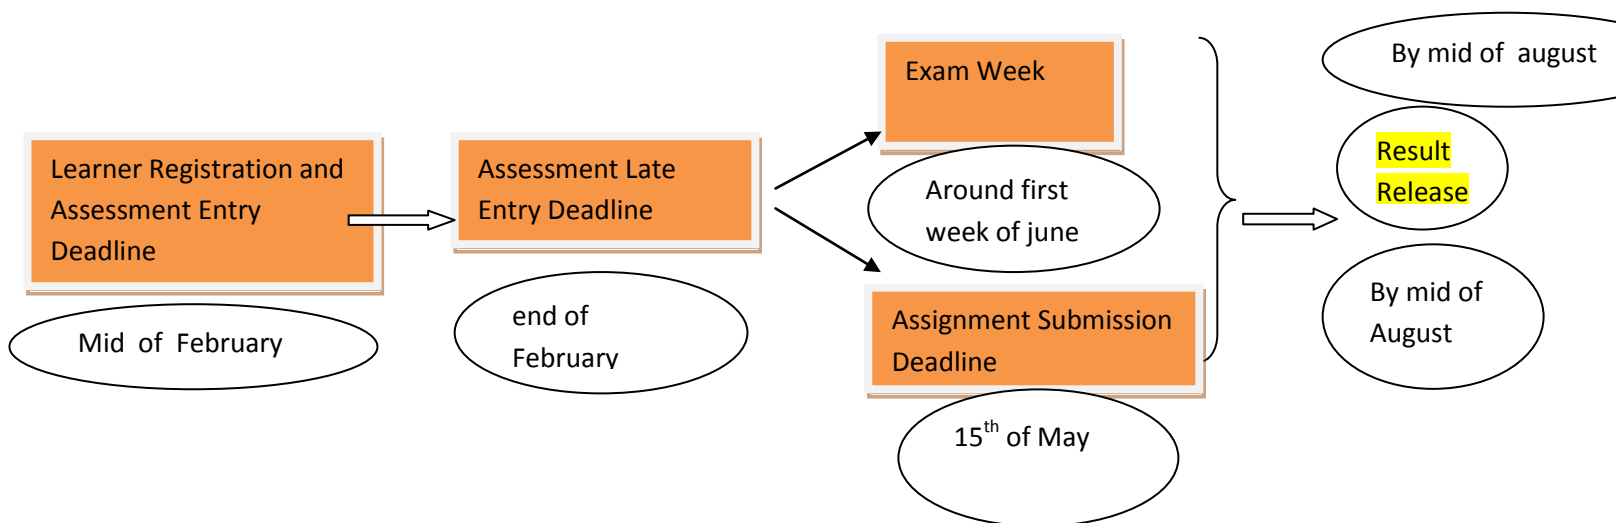 Learner Registration and
Assessment Entry
Deadline
Mid of February
Assessment Late
Entry Deadline
end of
February
Exam Week
Around first
week of june
Assignment Submission
Deadline
15th of May
By mid of august
Result
Release
By mid of
August